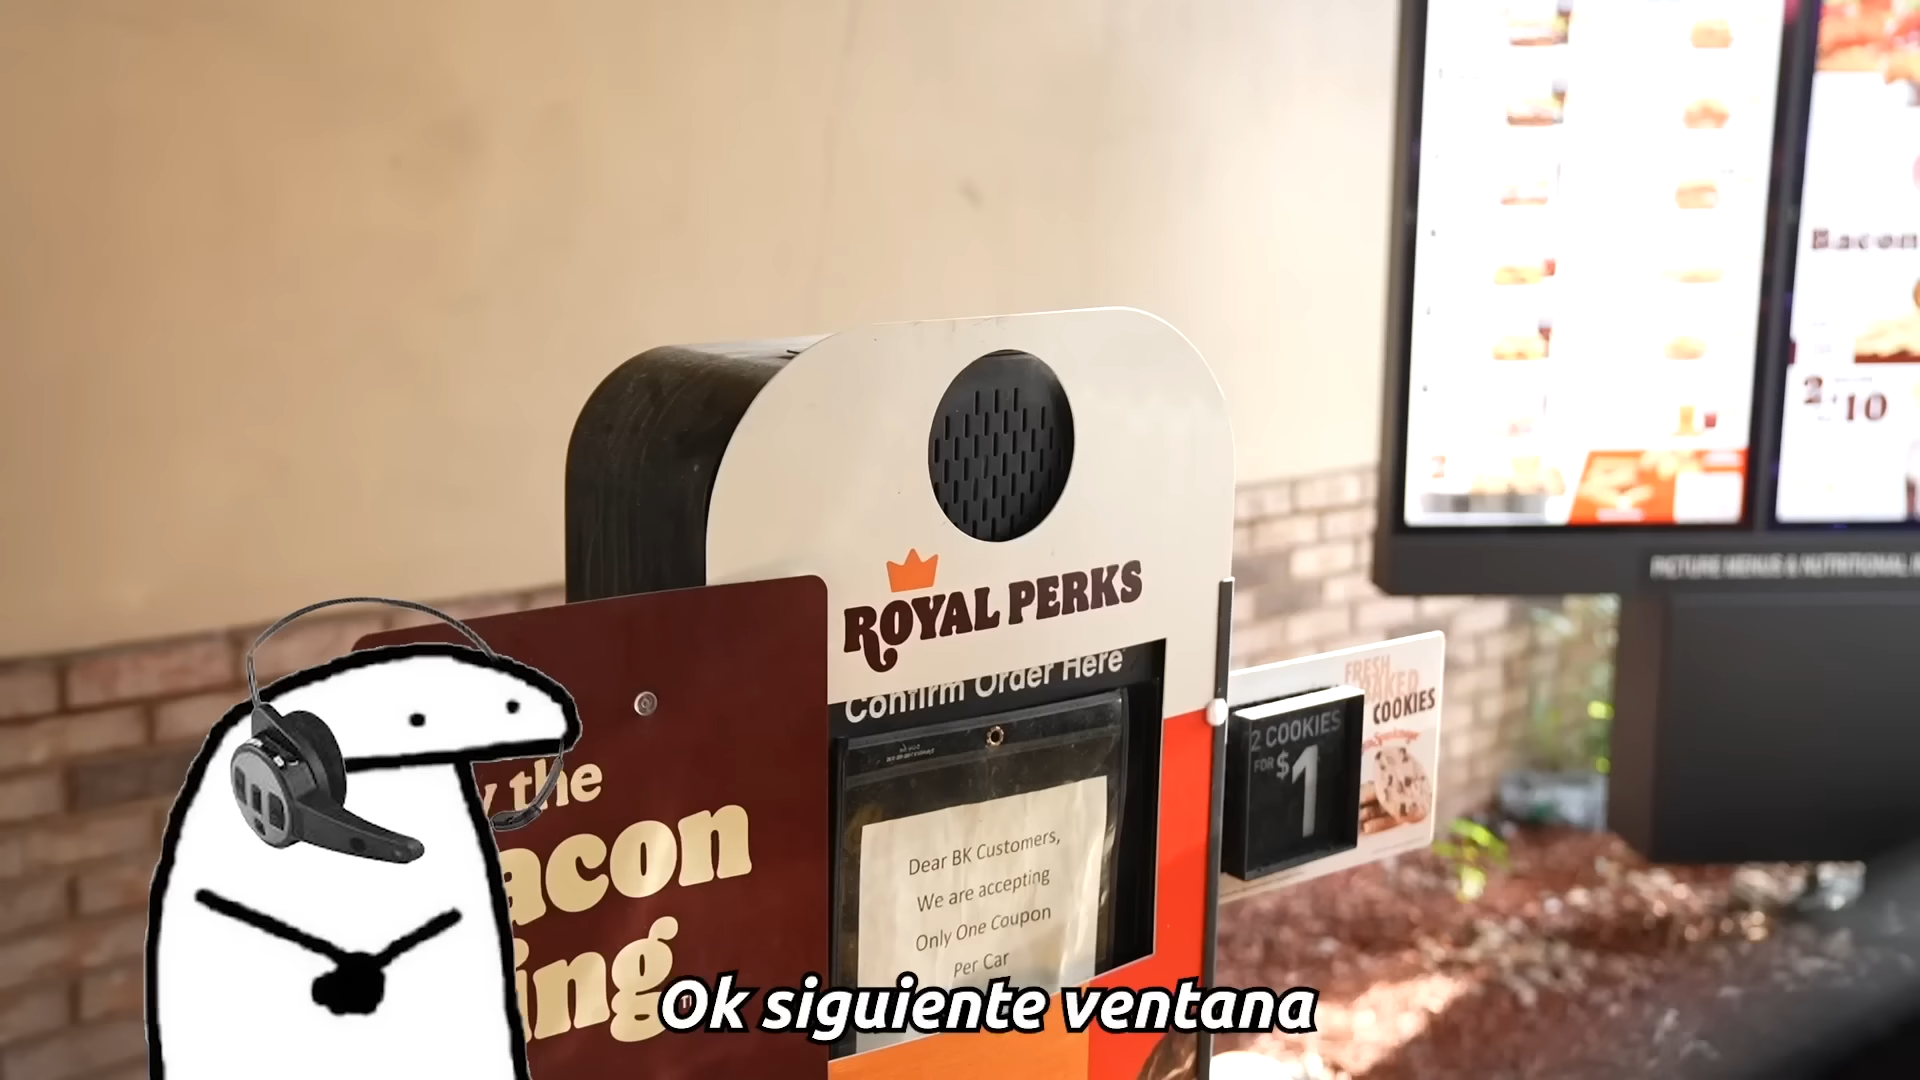 Bacon
2
$10
PICTURE MENUS & NUTRITIONAL
ROYAL PERKS
Confirm Order Here
FRESH
BAKED
COOKIES
2 COOKIES
FOR $1
the
acon
ing
Dear BK Customers,
We are accepting
Only One Coupon
Per Car
Ok siguiente ventana